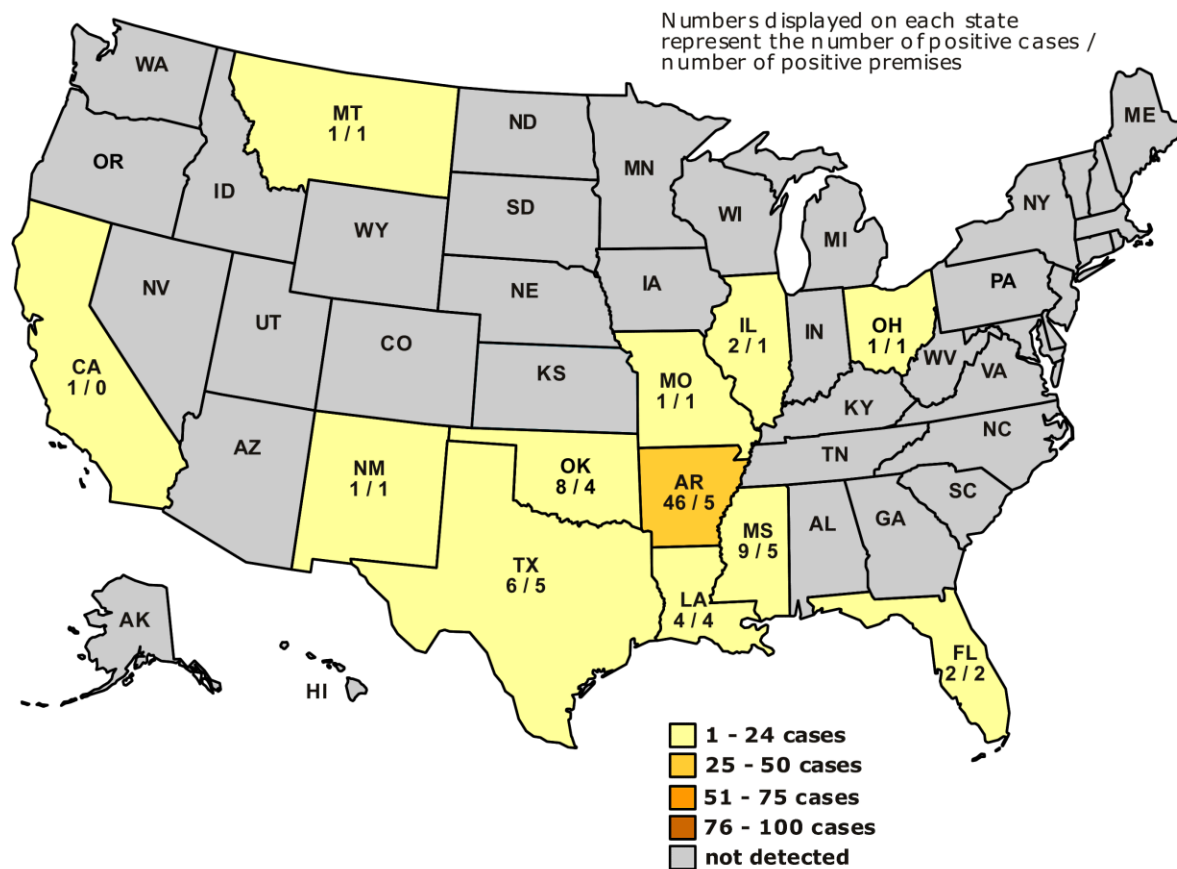 Numbers displayed on each state
represent the number of positive cases /
number of positive premises
WA
MT
1 / 1
ND
MN
ME
OR
ID
SD
WI
MI
NY
WY
IA
PA
NV
NE
IL
2 / 1
IN
OH
1 / 1
UT
CO
CA
1 / 0
KS
MO
1 / 1
WV
VA
KY
AZ
NM
1 / 1
OK
8 / 4
AR
46 / 5
TN
NC
SC
MS
9 / 5
AL
GA
TX
6 / 5
LA
4 / 4
FL
2 / 2
AK
HI
1 - 24 cases
25 - 50 cases
51 - 75 cases
76 - 100 cases
not detected